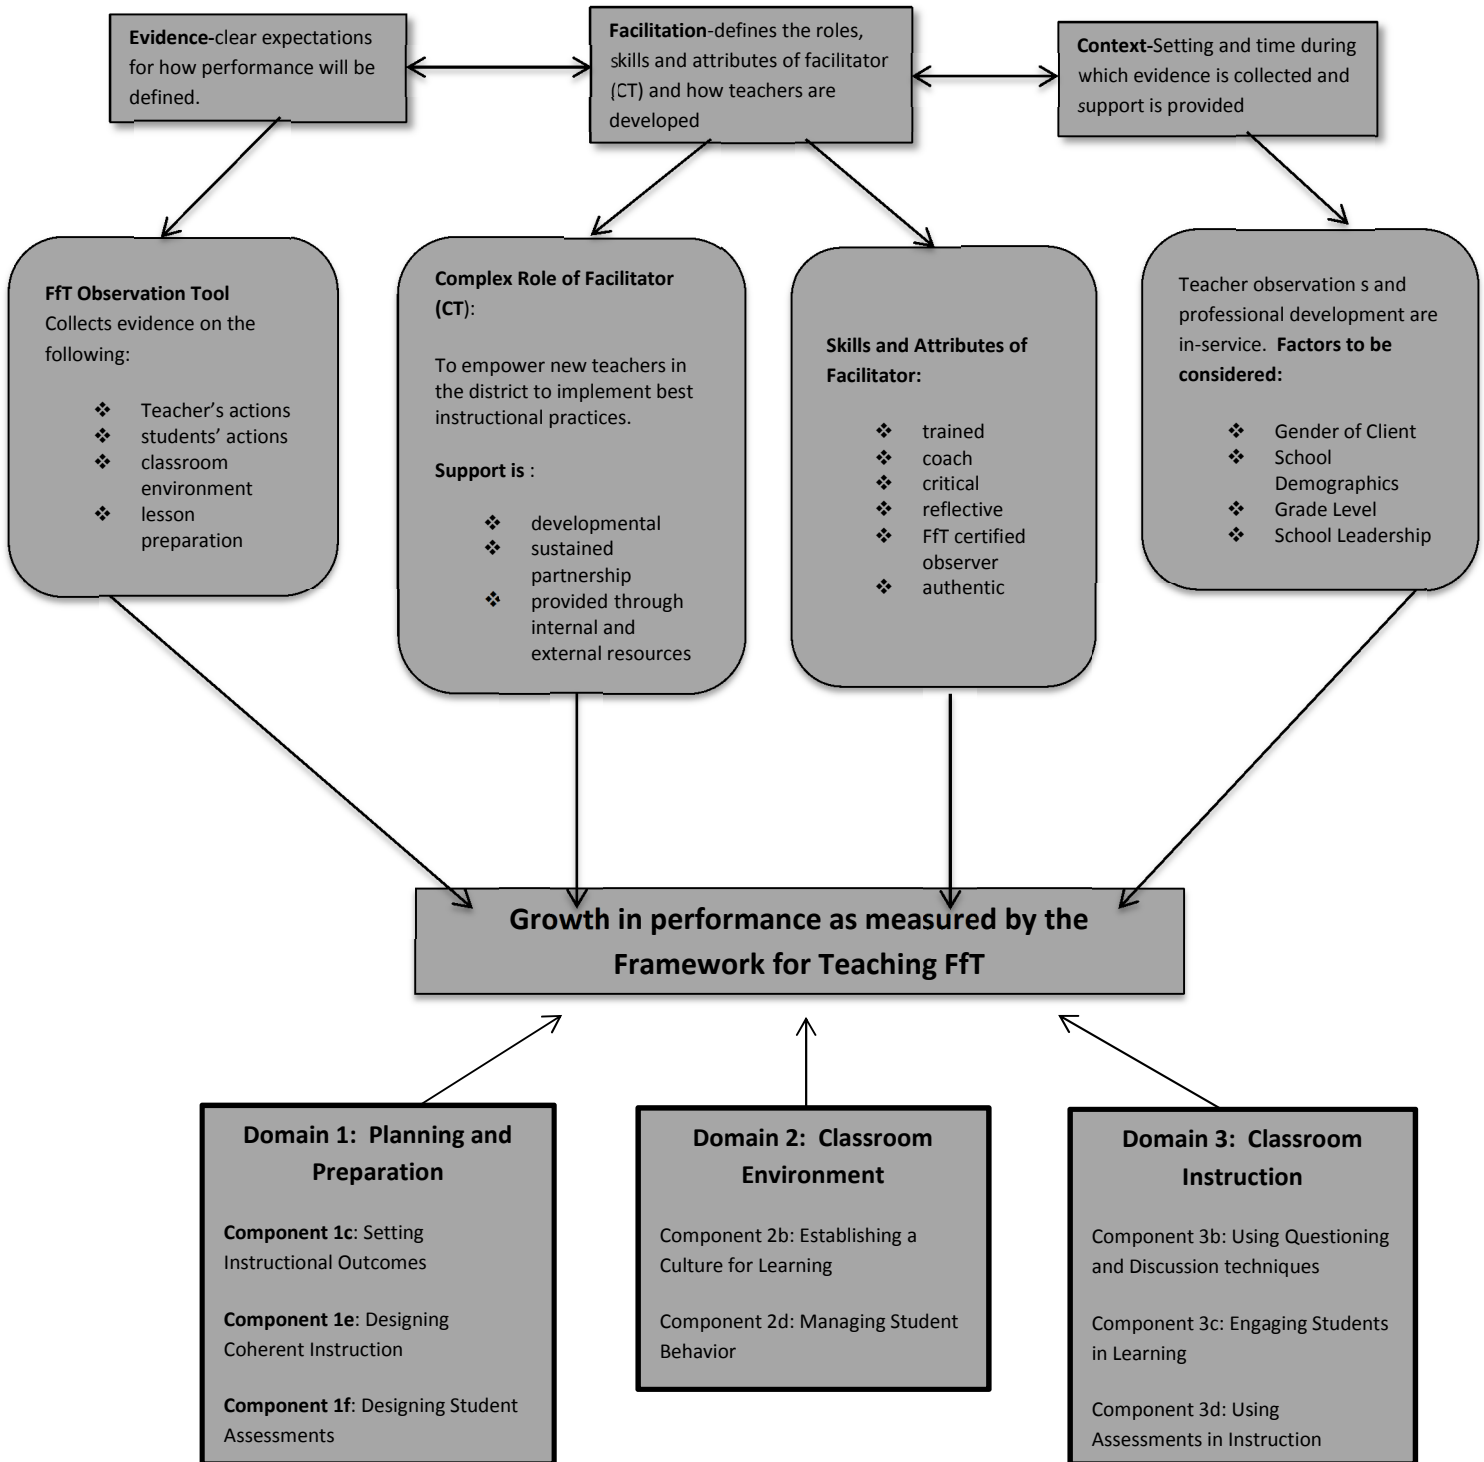 Evidence-clear expectations
for how performance will be
defined.
Facilitation-defines the roles,
skills and attributes of facilitator
(CT) and how teachers are
developed
Context-Setting and time during
which evidence is collected and
support is provided
FfT Observation Tool
Collects evidence on the
following:
❖ Teacher’s actions
❖ students’ actions
❖ classroom
environment
❖ lesson
preparation
Complex Role of Facilitator
(CT):
To empower new teachers in
the district to implement best
instructional practices.
Support is :
❖ developmental
❖ sustained
partnership
❖ provided through
internal and
external resources
Skills and Attributes of
Facilitator:
❖ trained
❖ coach
❖ critical
❖ reflective
❖ FfT certified
observer
❖ authentic
Teacher observation s and
professional development are
in-service. Factors to be
considered:
❖ Gender of Client
❖ School
Demographics
❖ Grade Level
❖ School Leadership
Growth in performance as measured by the
Framework for Teaching FfT
Domain 1: Planning and
Preparation
Component 1c: Setting
Instructional Outcomes
Component 1e: Designing
Coherent Instruction
Component 1f: Designing Student
Assessments
Domain 2: Classroom
Environment
Component 2b: Establishing a
Culture for Learning
Component 2d: Managing Student
Behavior
Domain 3: Classroom
Instruction
Component 3b: Using Questioning
and Discussion techniques
Component 3c: Engaging Students
in Learning
Component 3d: Using
Assessments in Instruction